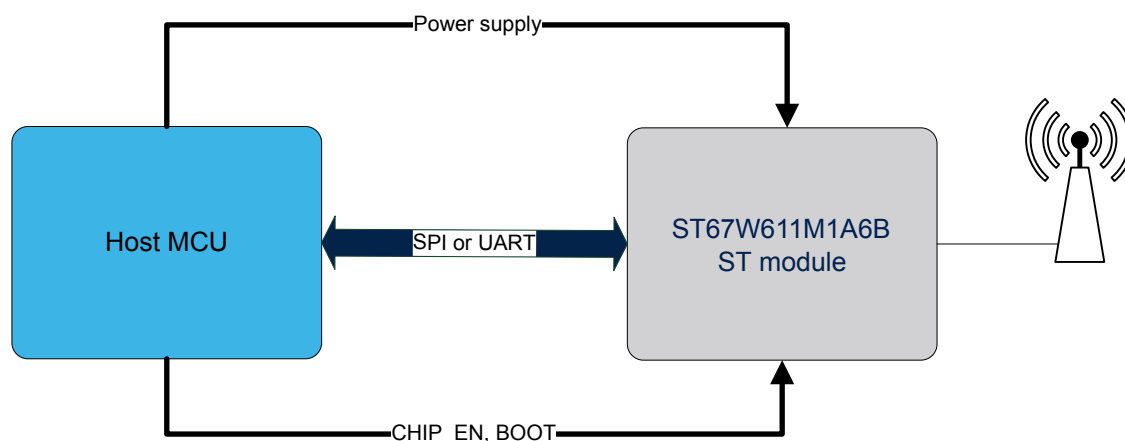 Power supply
Host MCU
SPI or UART
ST67W611M1A6B
ST module
CHIP_EN, BOOT